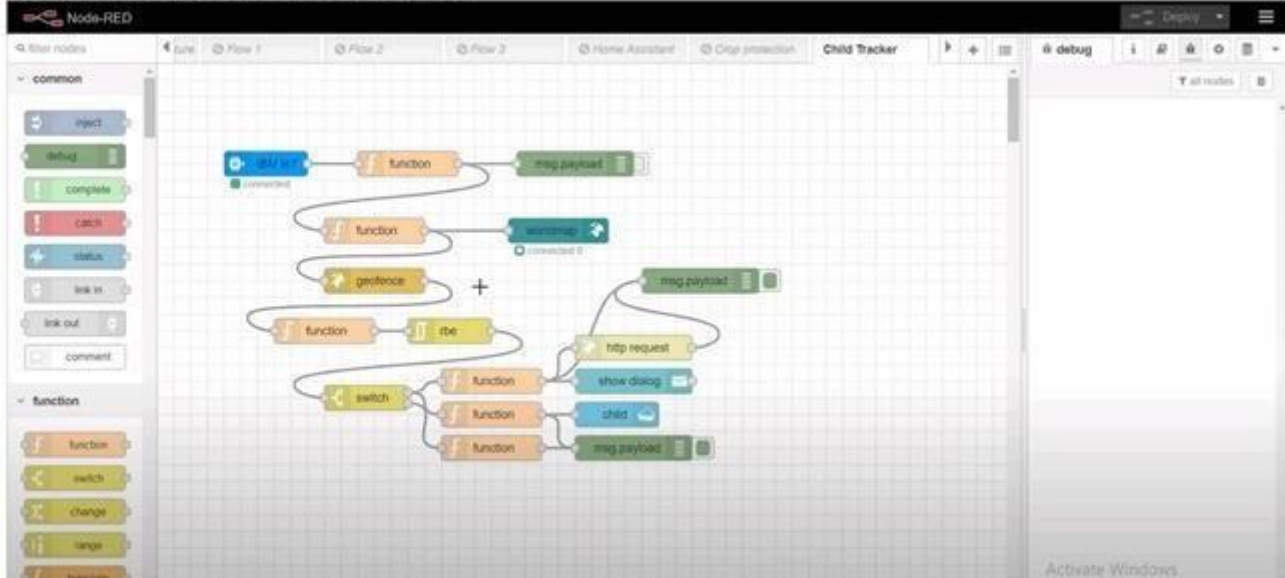 Node-RED
Deploy
filter nodes
Flow 1
Flow 2
Flow 3
Home Assistant
Crop protection
Child Tracker
debug
i
all nodes
common
inject
debug
complete
catch
status
link in
link out
comment
function
function
switch
change
range
function
msg.payload
connected
function
worldmap
connected 0
geofence
msg.payload
function
rbe
http request
switch
function
show dialog
function
child
function
msg.payload
Activate Windows